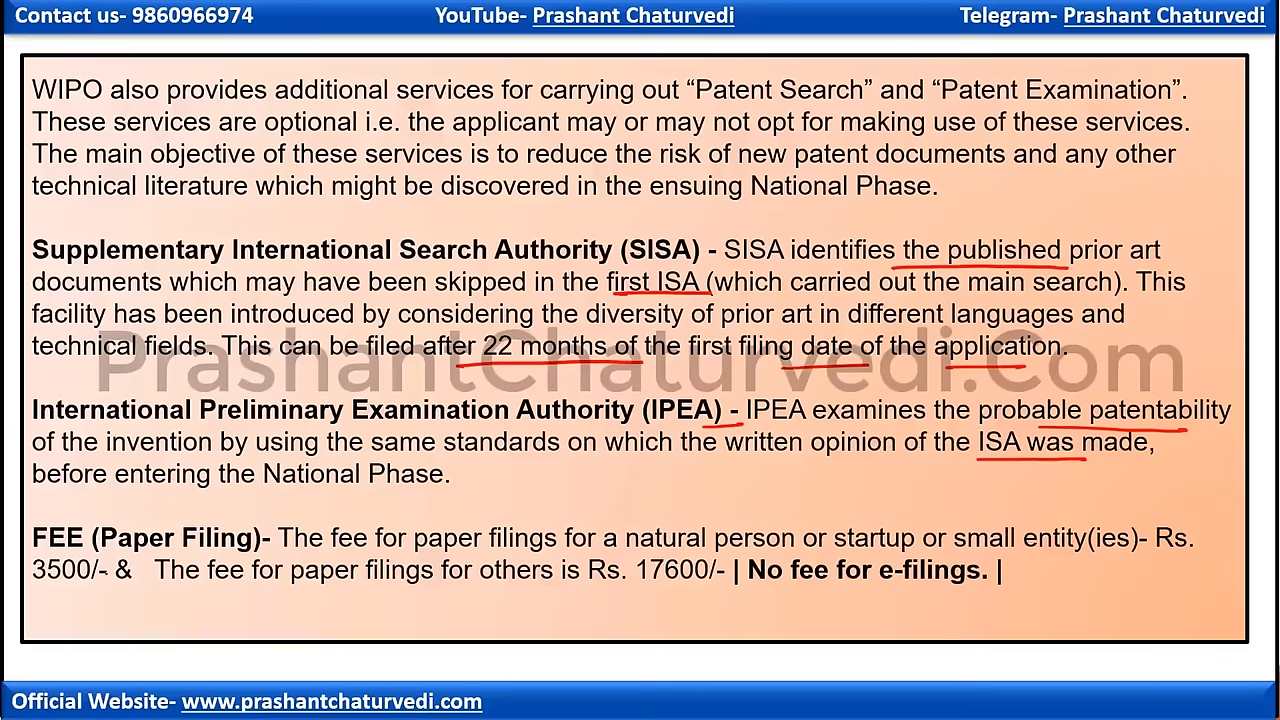 Contact us- 9860966974 YouTube- Prashant Chaturvedi Telegram- Prashant Chaturvedi
WIPO also provides additional services for carrying out “Patent Search” and “Patent Examination”.
These services are optional i.e. the applicant may or may not opt for making use of these services.
The main objective of these services is to reduce the risk of new patent documents and any other
technical literature which might be discovered in the ensuing National Phase.
Supplementary International Search Authority (SISA) - SISA identifies the published prior art
documents which may have been skipped in the first ISA (which carried out the main search). This
facility has been introduced by considering the diversity of prior art in different languages and
technical fields. This can be filed after 22 months of the first filing date of the application.
PrashantChaturvedi.Com
International Preliminary Examination Authority (IPEA) - IPEA examines the probable patentability
of the invention by using the same standards on which the written opinion of the ISA was made,
before entering the National Phase.
FEE (Paper Filing)- The fee for paper filings for a natural person or startup or small entity(ies)- Rs.
3500/- & The fee for paper filings for others is Rs. 17600/- | No fee for e-filings. |
Official Website- www.prashantchaturvedi.com